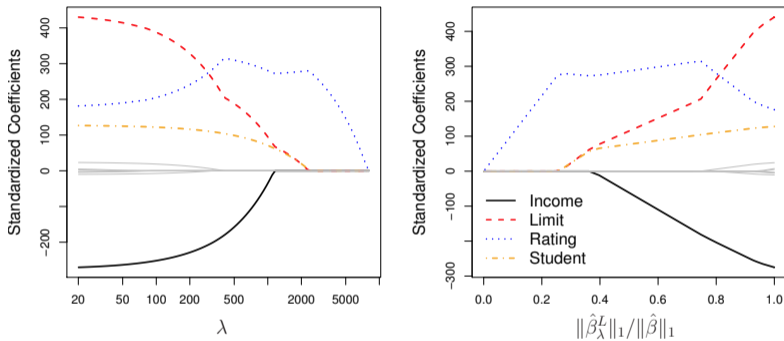 400
300
200
100
0
−200
Standardized Coefficients
20 50 100 200 500 2000 5000
λ
400
300
200
100
0
−100
−300
Standardized Coefficients
Income
Limit
Rating
Student
0.0 0.2 0.4 0.6 0.8 1.0
‖β̂λL‖1/‖β̂‖1